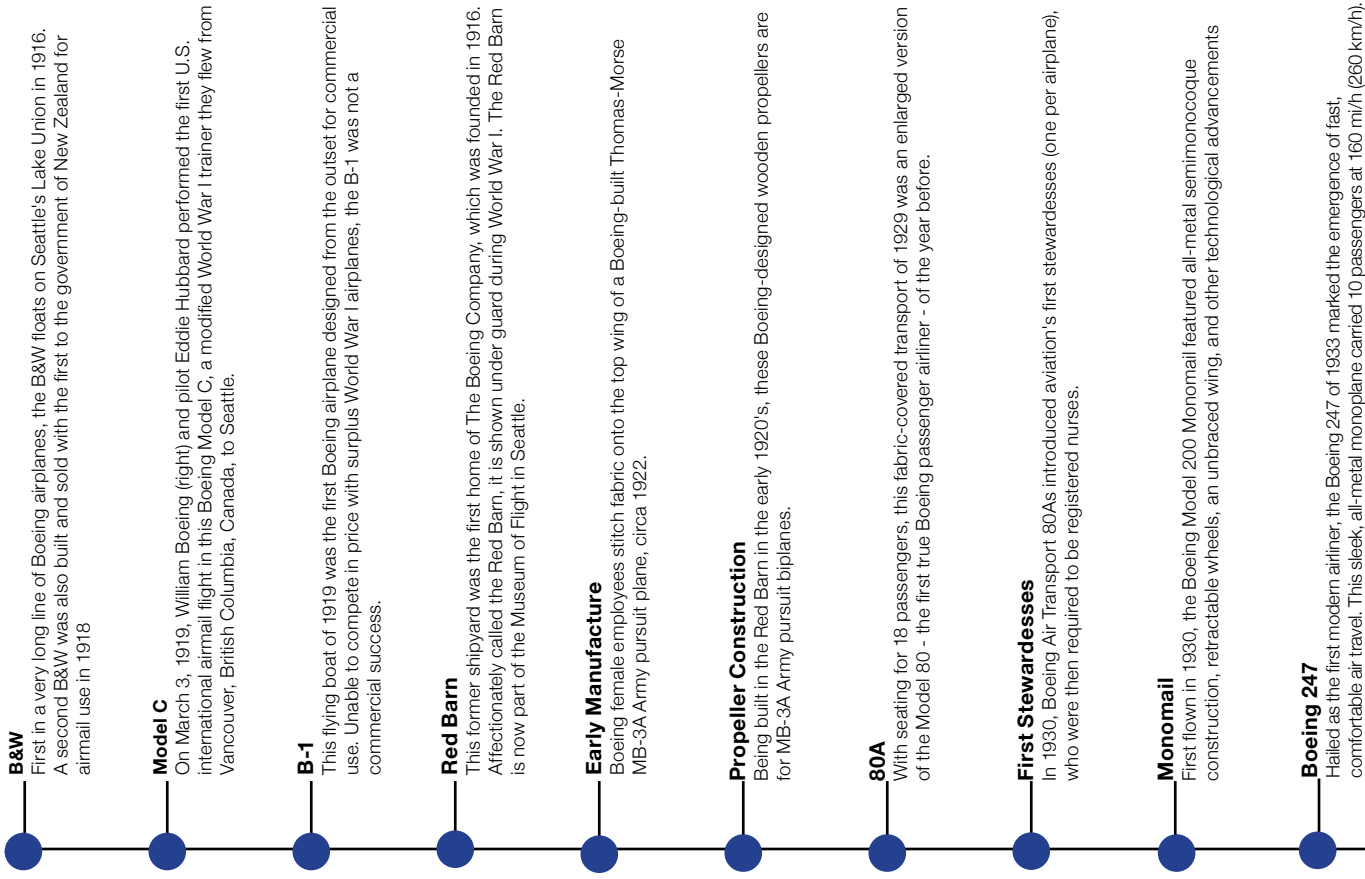 B&W
First in a very long line of Boeing airplanes, the B&W floats on Seattle's Lake Union in 1916.
A second B&W was also built and sold with the first to the government of New Zealand for
airmail use in 1918
Model C
On March 3, 1919, William Boeing (right) and pilot Eddie Hubbard performed the first U.S.
international airmail flight in this Boeing Model C, a modified World War I trainer they flew from
Vancouver, British Columbia, Canada, to Seattle.
B-1
This flying boat of 1919 was the first Boeing airplane designed from the outset for commercial
use. Unable to compete in price with surplus World War I airplanes, the B-1 was not a
commercial success.
Red Barn
This former shipyard was the first home of The Boeing Company, which was founded in 1916.
Affectionately called the Red Barn, it is shown under guard during World War I. The Red Barn
is now part of the Museum of Flight in Seattle.
Early Manufacture
Boeing female employees stitch fabric onto the top wing of a Boeing-built Thomas-Morse
MB-3A Army pursuit plane, circa 1922.
Propeller Construction
Being built in the Red Barn in the early 1920's, these Boeing-designed wooden propellers are
for MB-3A Army pursuit biplanes.
80A
With seating for 18 passengers, this fabric-covered transport of 1929 was an enlarged version
of the Model 80 - the first true Boeing passenger airliner - of the year before.
First Stewardesses
In 1930, Boeing Air Transport 80As introduced aviation's first stewardesses (one per airplane),
who were then required to be registered nurses.
Monomail
First flown in 1930, the Boeing Model 200 Monomail featured all-metal semimonocoque
construction, retractable wheels, an unbraced wing, and other technological advancements
Boeing 247
Hailed as the first modern airliner, the Boeing 247 of 1933 marked the emergence of fast,
comfortable air travel. This sleek, all-metal monoplane carried 10 passengers at 160 mi/h (260 km/h).